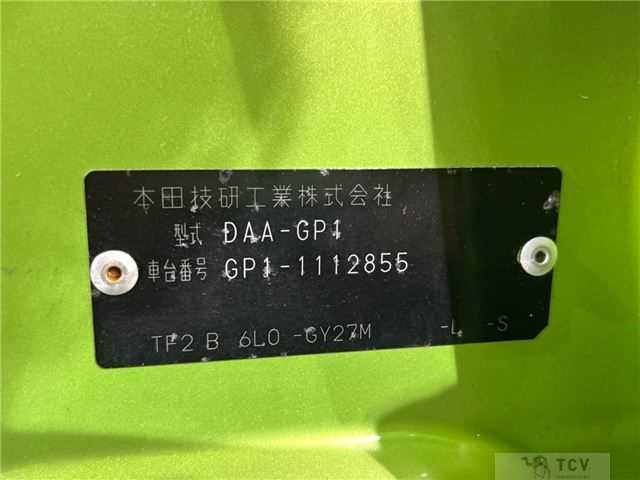 本田技研工業株式会社
型式 DAA-GP1
車台番号 GP1-1112855
TF2 B 6L0 -GY27M -L -S
TCV